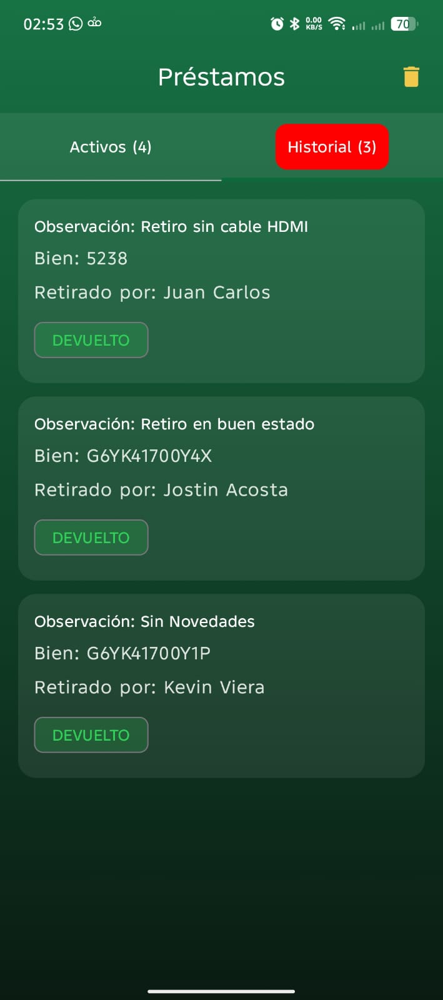 02:53
2
0.00
KB/S
70
Préstamos
Activos (4)
Historial (3)
Observación: Retiro sin cable HDMI
Bien: 5238
Retirado por: Juan Carlos
DEVUELTO
Observación: Retiro en buen estado
Bien: G6YK41700Y4X
Retirado por: Jostin Acosta
DEVUELTO
Observación: Sin Novedades
Bien: G6YK41700Y1P
Retirado por: Kevin Viera
DEVUELTO